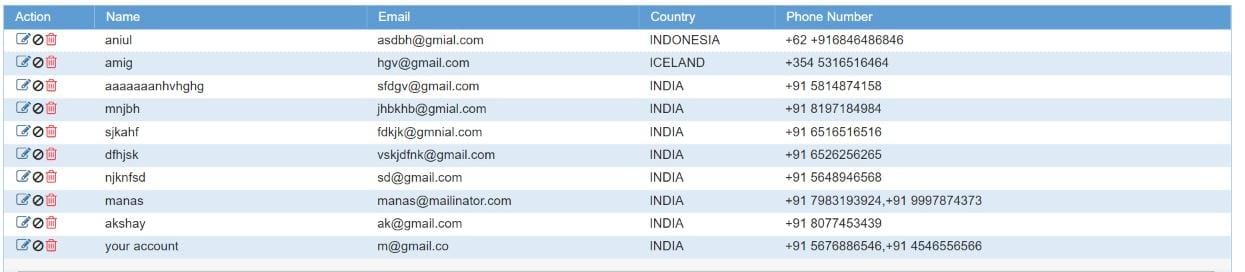 Action Name Email Country Phone Number
aniul asdbh@gmial.com INDONESIA +62 +916846486846
amig hgv@gmail.com ICELAND +354 5316516464
aaaaaaanhvhghg sfdgv@gmail.com INDIA +91 5814874158
mnjbh jhbkhb@gmial.com INDIA +91 8197184984
sjkahf fdkjk@gmnial.com INDIA +91 6516516516
dfhjsk vskjdfnk@gmail.com INDIA +91 6526256265
njknfsd sd@gmail.com INDIA +91 5648946568
manas manas@mailinator.com INDIA +91 7983193924,+91 9997874373
akshay ak@gmail.com INDIA +91 8077453439
your account m@gmail.co INDIA +91 5676886546,+91 4546556566